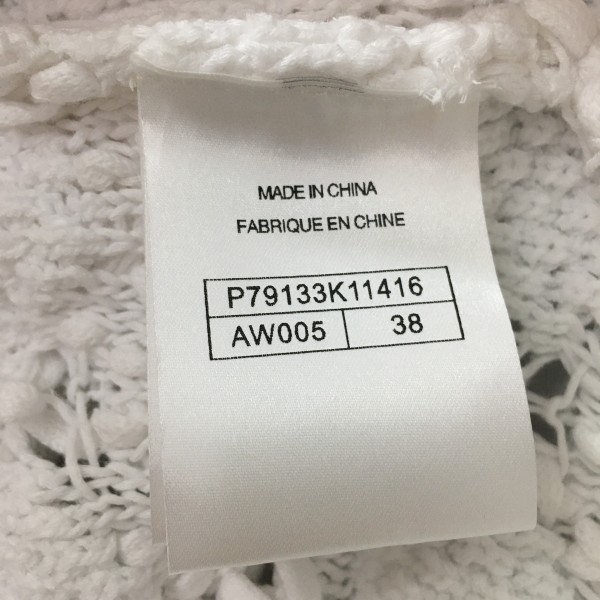 MADE IN CHINA
FABRIQUE EN CHINE
P79133K11416
AW005 38